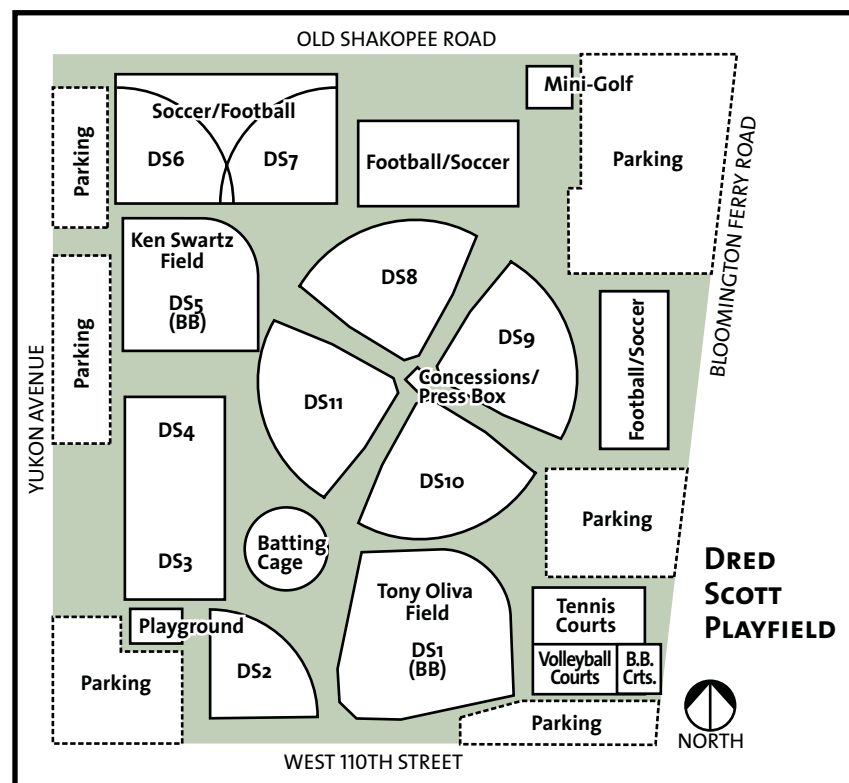 OLD SHAKOPEE ROAD
Mini-Golf
Soccer/Football
DS6
DS7
Football/Soccer
Parking
Parking
BLOOMINGTON FERRY ROAD
Ken Swartz
Field
DS5
(BB)
DS8
DS9
Parking
Football/Soccer
Concessions/
Press Box
DS11
YUKON AVENUE
DS4
DS10
Parking
Batting
Cage
DS3
DRED
SCOTT
PLAYFIELD
Tony Oliva
Field
DS1
(BB)
Tennis
Courts
Playground
Volleyball
Courts
B.B.
Crts.
DS2
Parking
Parking
NORTH
WEST 110TH STREET